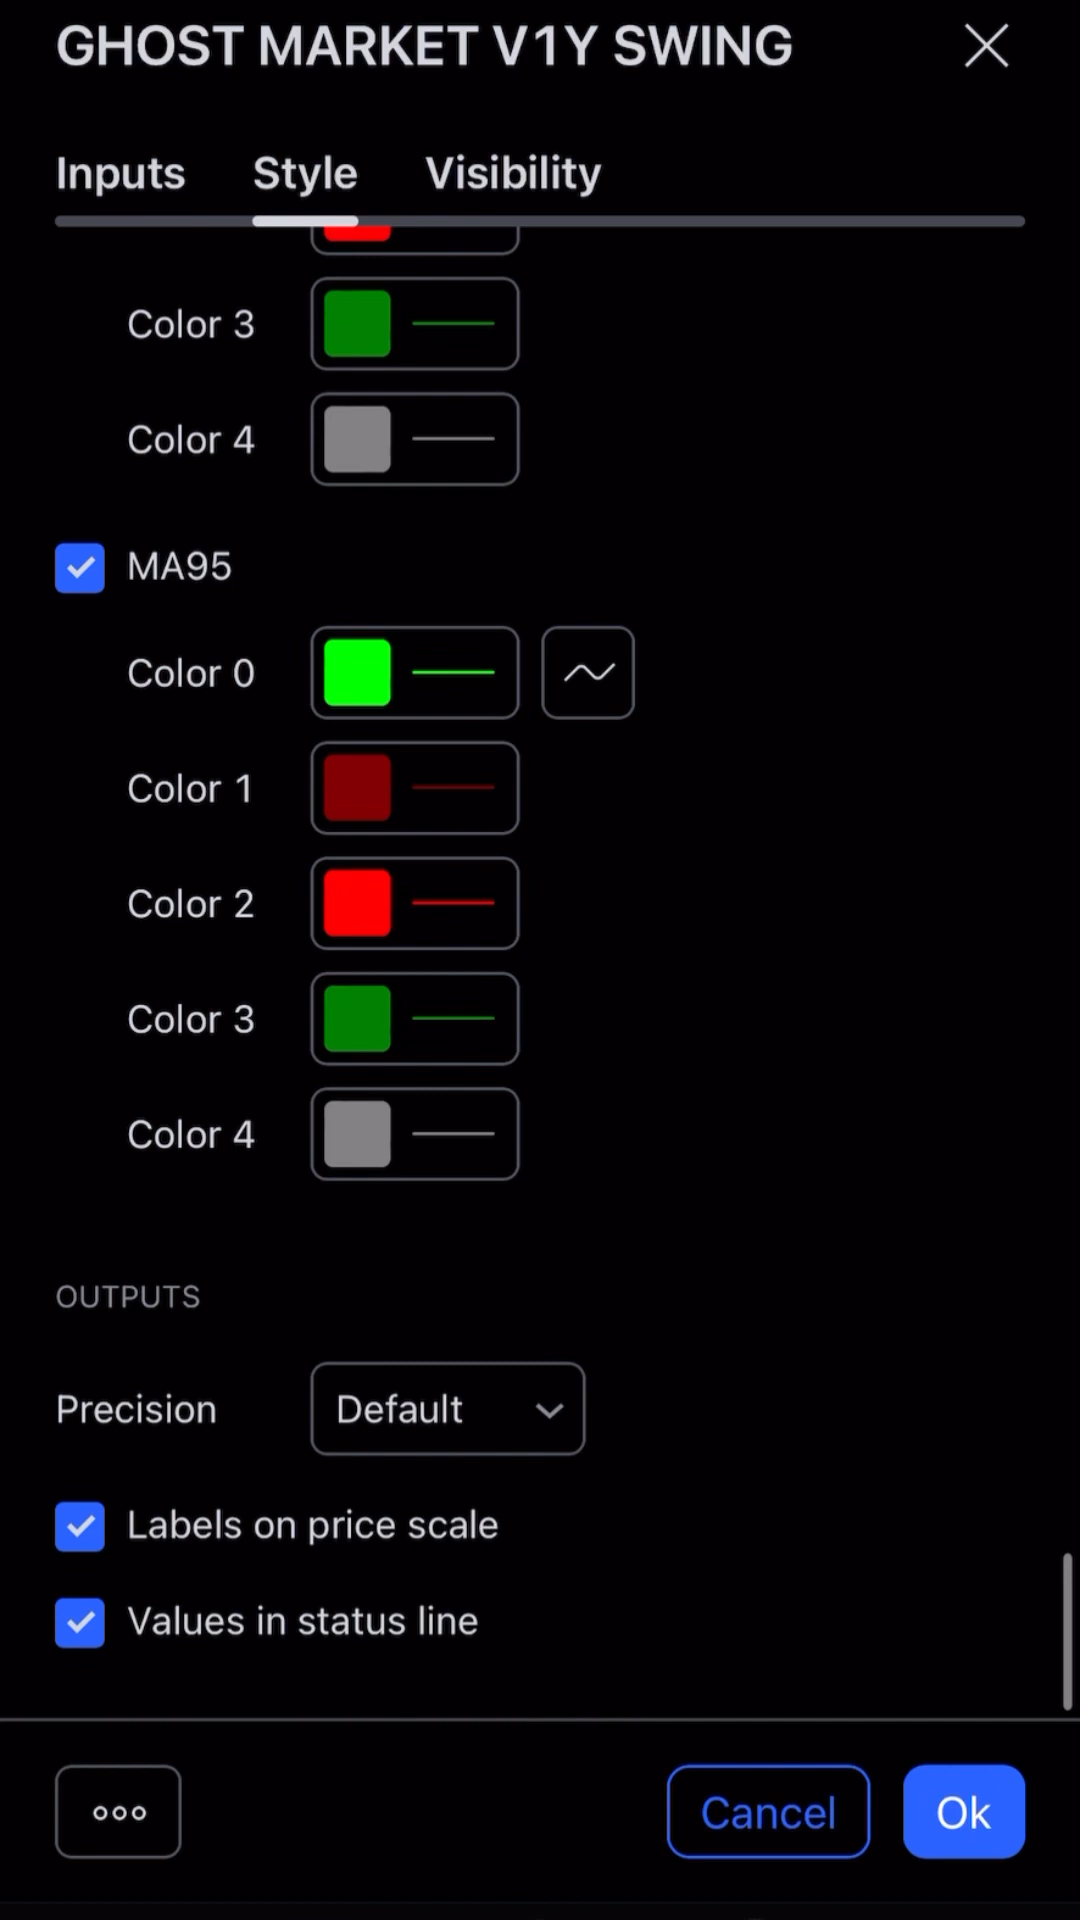 GHOST MARKET V1Y SWING
Inputs Style Visibility
Color 3
Color 4
MA95
Color 0
Color 1
Color 2
Color 3
Color 4
OUTPUTS
Precision Default
Labels on price scale
Values in status line
Cancel Ok